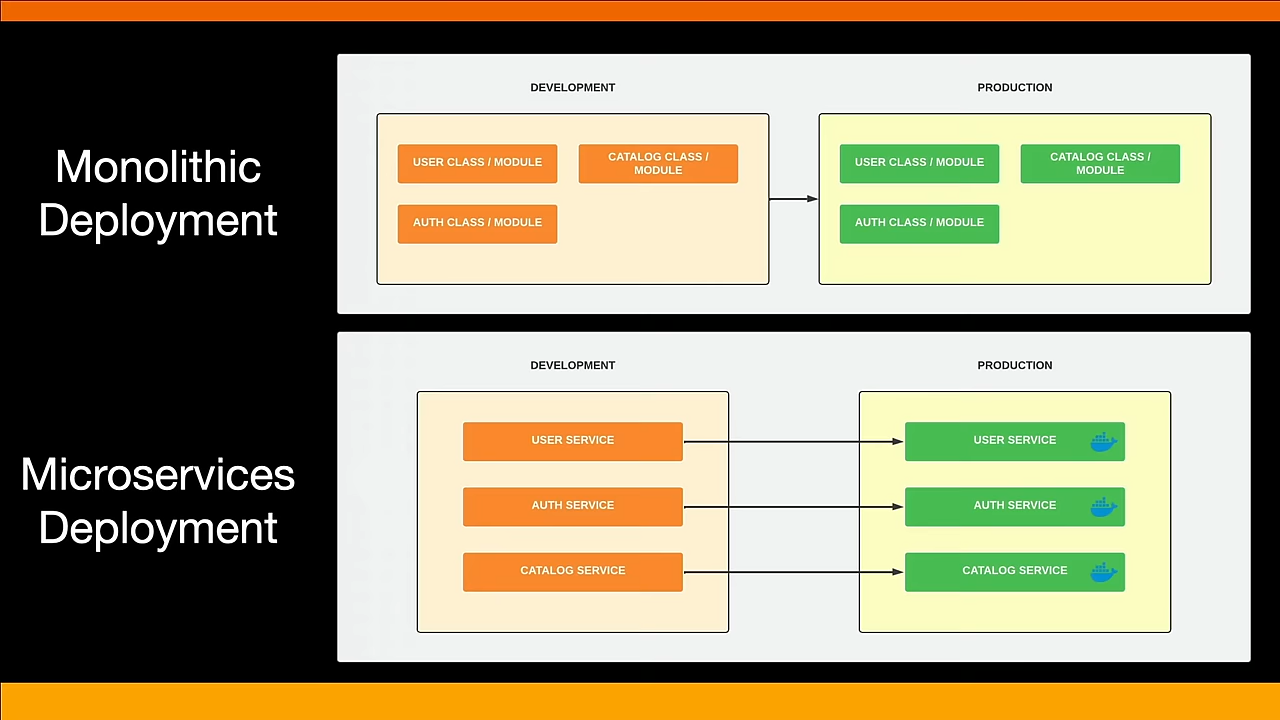 Monolithic
Deployment
DEVELOPMENT
USER CLASS / MODULE
CATALOG CLASS /
MODULE
AUTH CLASS / MODULE
PRODUCTION
USER CLASS / MODULE
CATALOG CLASS /
MODULE
AUTH CLASS / MODULE
Microservices
Deployment
DEVELOPMENT
USER SERVICE
AUTH SERVICE
CATALOG SERVICE
PRODUCTION
USER SERVICE
AUTH SERVICE
CATALOG SERVICE